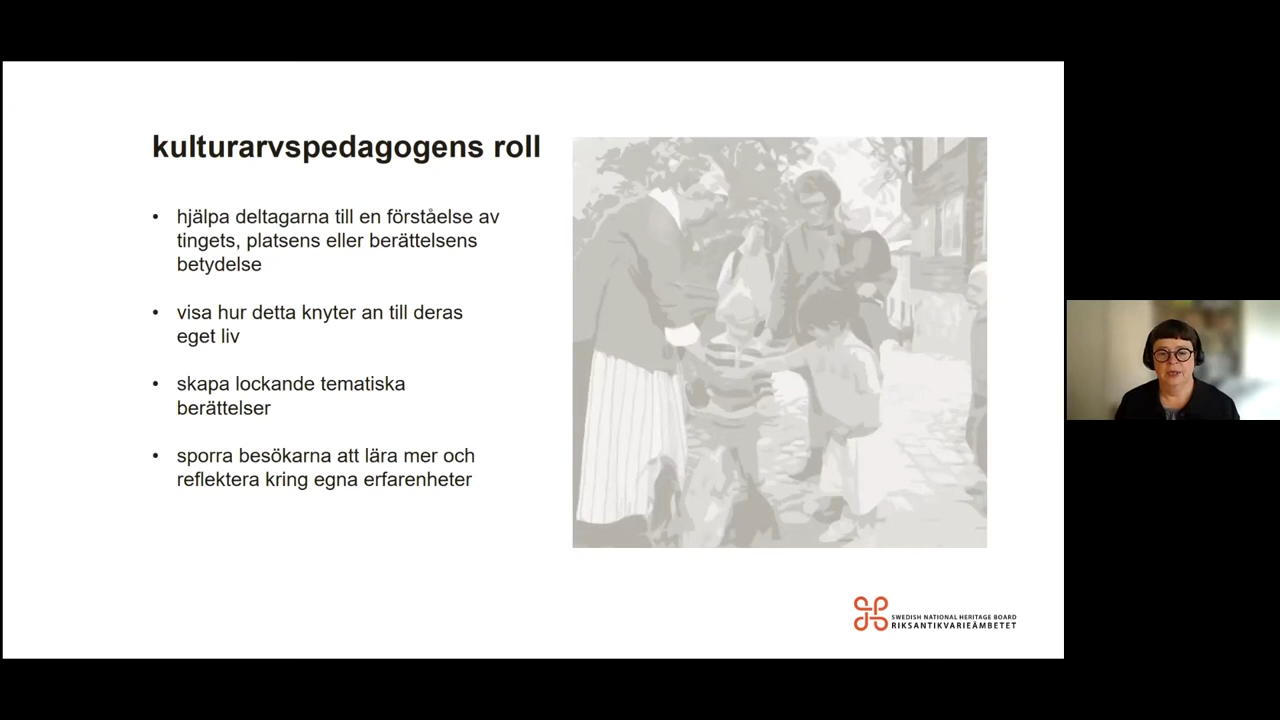 kulturarvspedagogens roll
• hjälpa deltagarna till en förståelse av
tingets, platsens eller berättelsens
betydelse
• visa hur detta knyter an till deras
eget liv
• skapa lockande tematiska
berättelser
• sporra besökarna att lära mer och
reflektera kring egna erfarenheter
SWEDISH NATIONAL HERITAGE BOARD
RIKSANTIKVARIEÄMBETET